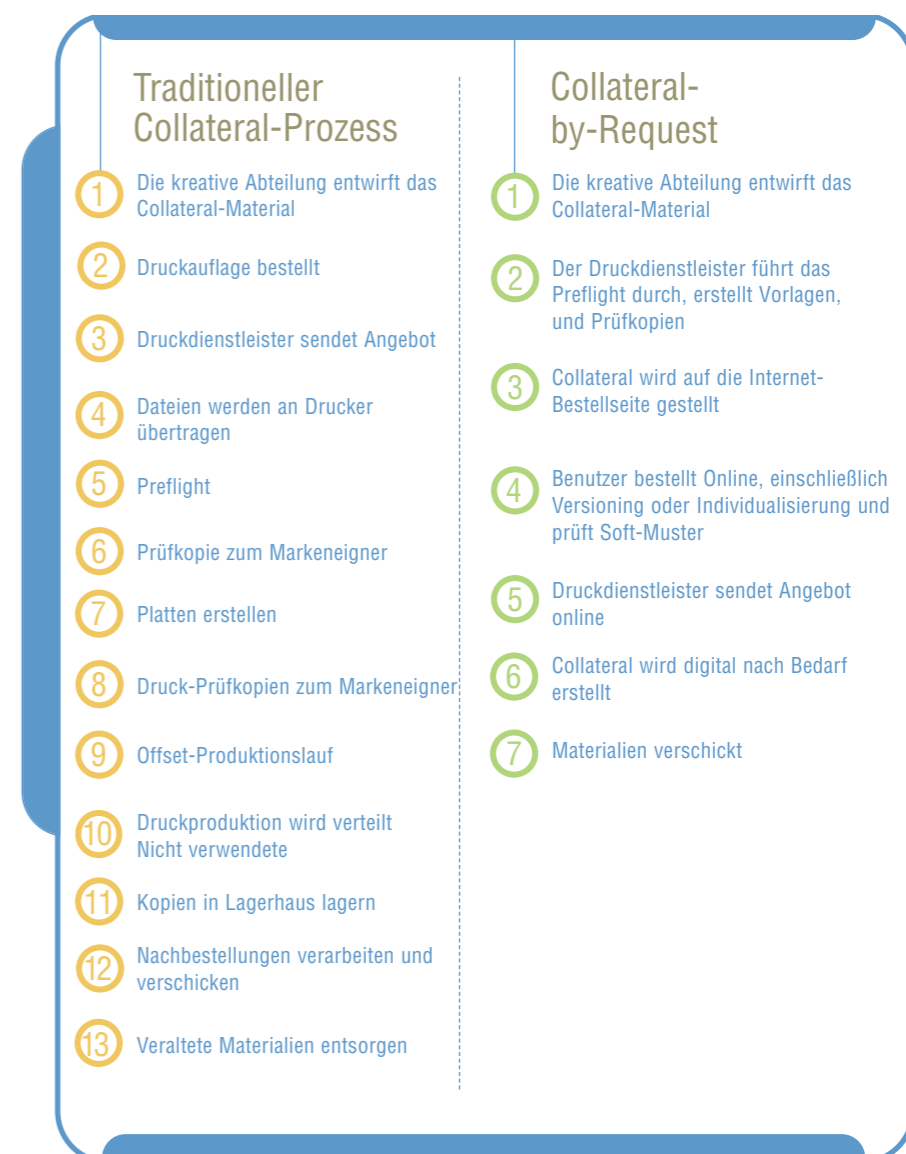 Traditioneller
Collateral-Prozess
1
Die kreative Abteilung entwirft das
Collateral-Material
2
Druckauflage bestellt
3
Druckdienstleister sendet Angebot
4
Dateien werden an Drucker
übertragen
5
Preflight
6
Prüfkopie zum Markeneigner
7
Platten erstellen
8
Druck-Prüfkopien zum Markeneigner
9
Offset-Produktionslauf
10
Druckproduktion wird verteilt
Nicht verwendete
11
Kopien in Lagerhaus lagern
12
Nachbestellungen verarbeiten und
verschicken
13
Veraltete Materialien entsorgen
Collateral-
by-Request
1
Die kreative Abteilung entwirft das
Collateral-Material
2
Der Druckdienstleister führt das
Preflight durch, erstellt Vorlagen,
und Prüfkopien
3
Collateral wird auf die Internet-
Bestellseite gestellt
4
Benutzer bestellt Online, einschließlich
Versioning oder Individualisierung und
prüft Soft-Muster
5
Druckdienstleister sendet Angebot
online
6
Collateral wird digital nach Bedarf
erstellt
7
Materialien verschickt